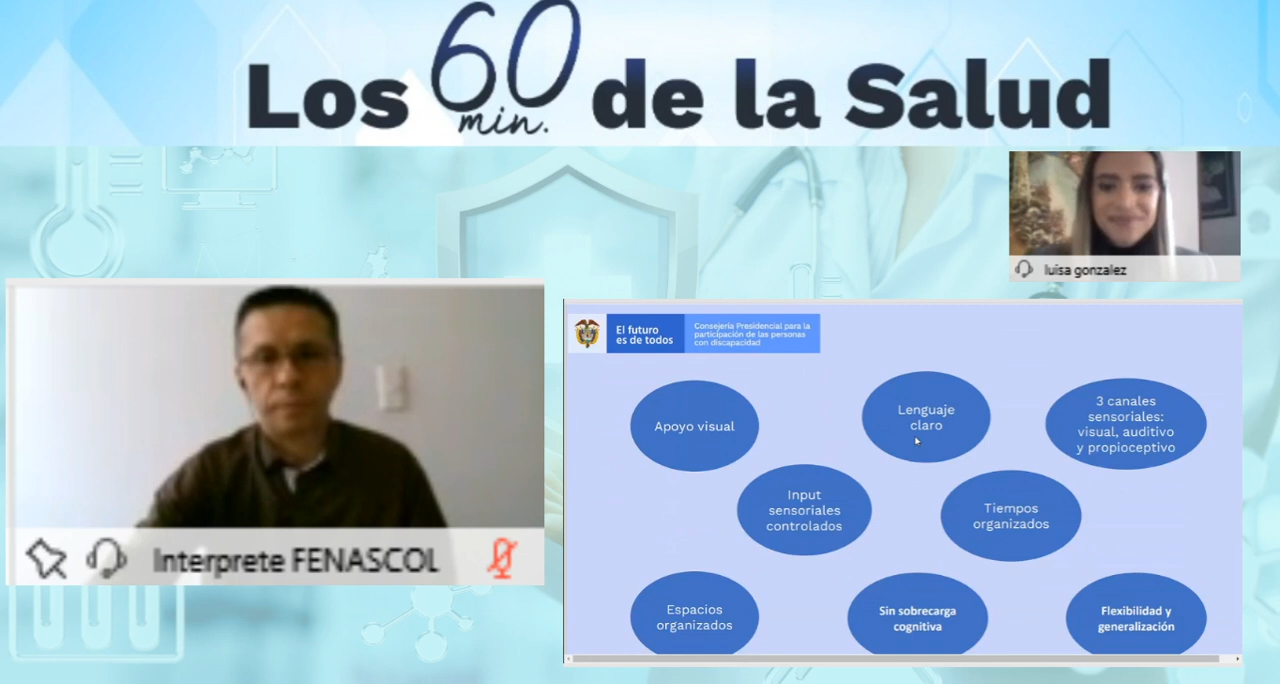 Los 60 min. de la Salud
luisa gonzalez
Interprete FENASCOL
El futuro
es de todos
Consejería Presidencial para la
participación de las personas
con discapacidad
Apoyo visual
Lenguaje
claro
3 canales
sensoriales:
visual, auditivo
y propioceptivo
Input
sensoriales
controlados
Tiempos
organizados
Espacios
organizados
Sin sobrecarga
cognitiva
Flexibilidad y
generalización